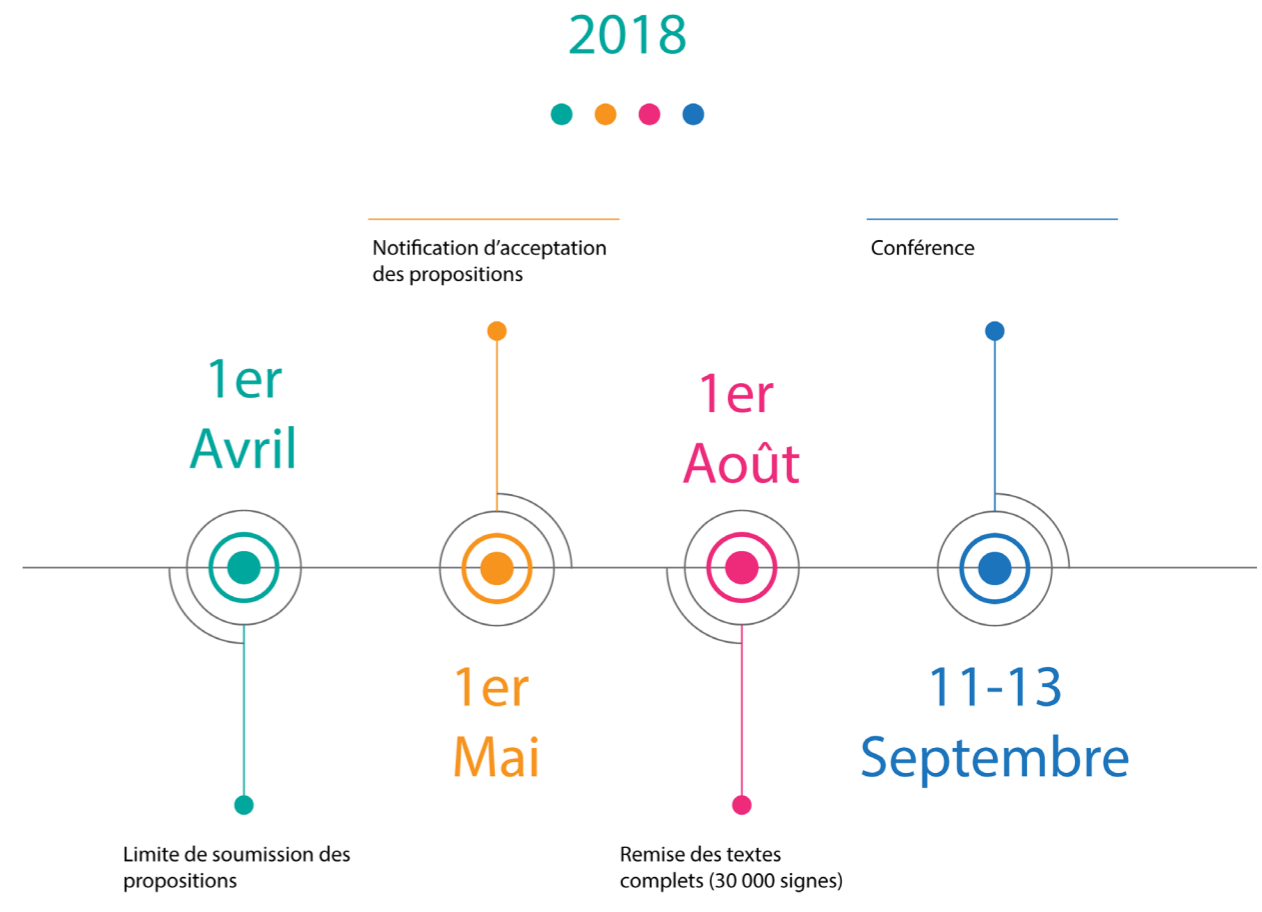 2018
Notification d’acceptation
des propositions
Conférence
1er
Avril
1er
Août
1er
Mai
11-13
Septembre
Limite de soumission des
propositions
Remise des textes
complets (30 000 signes)